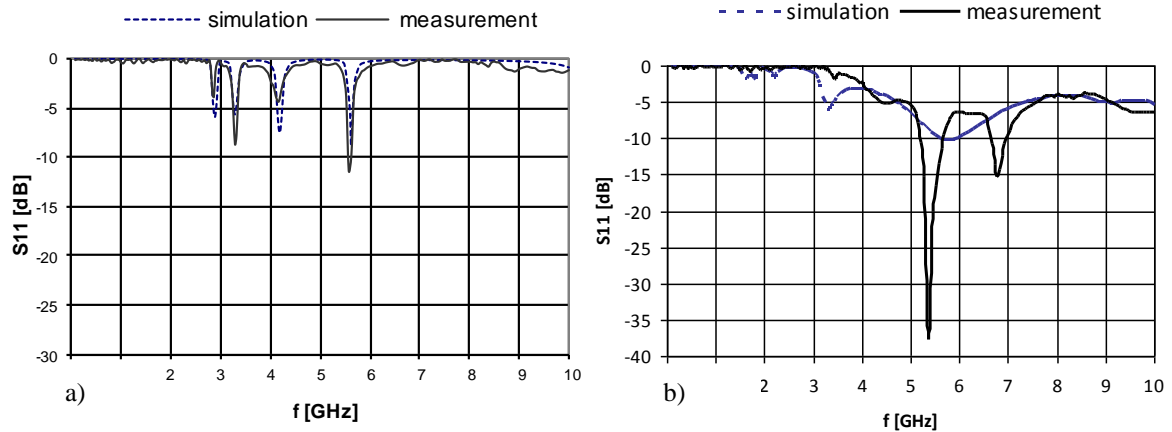 simulation measurement
0
-5
-10
-15
-20
-25
-30
S11 [dB]
2 3 4 5 6 7 8 9 10
f [GHz]
a)
simulation measurement
0
-5
-10
-15
-20
-25
-30
-35
-40
S11 [dB]
2 3 4 5 6 7 8 9 10
f [GHz]
b)